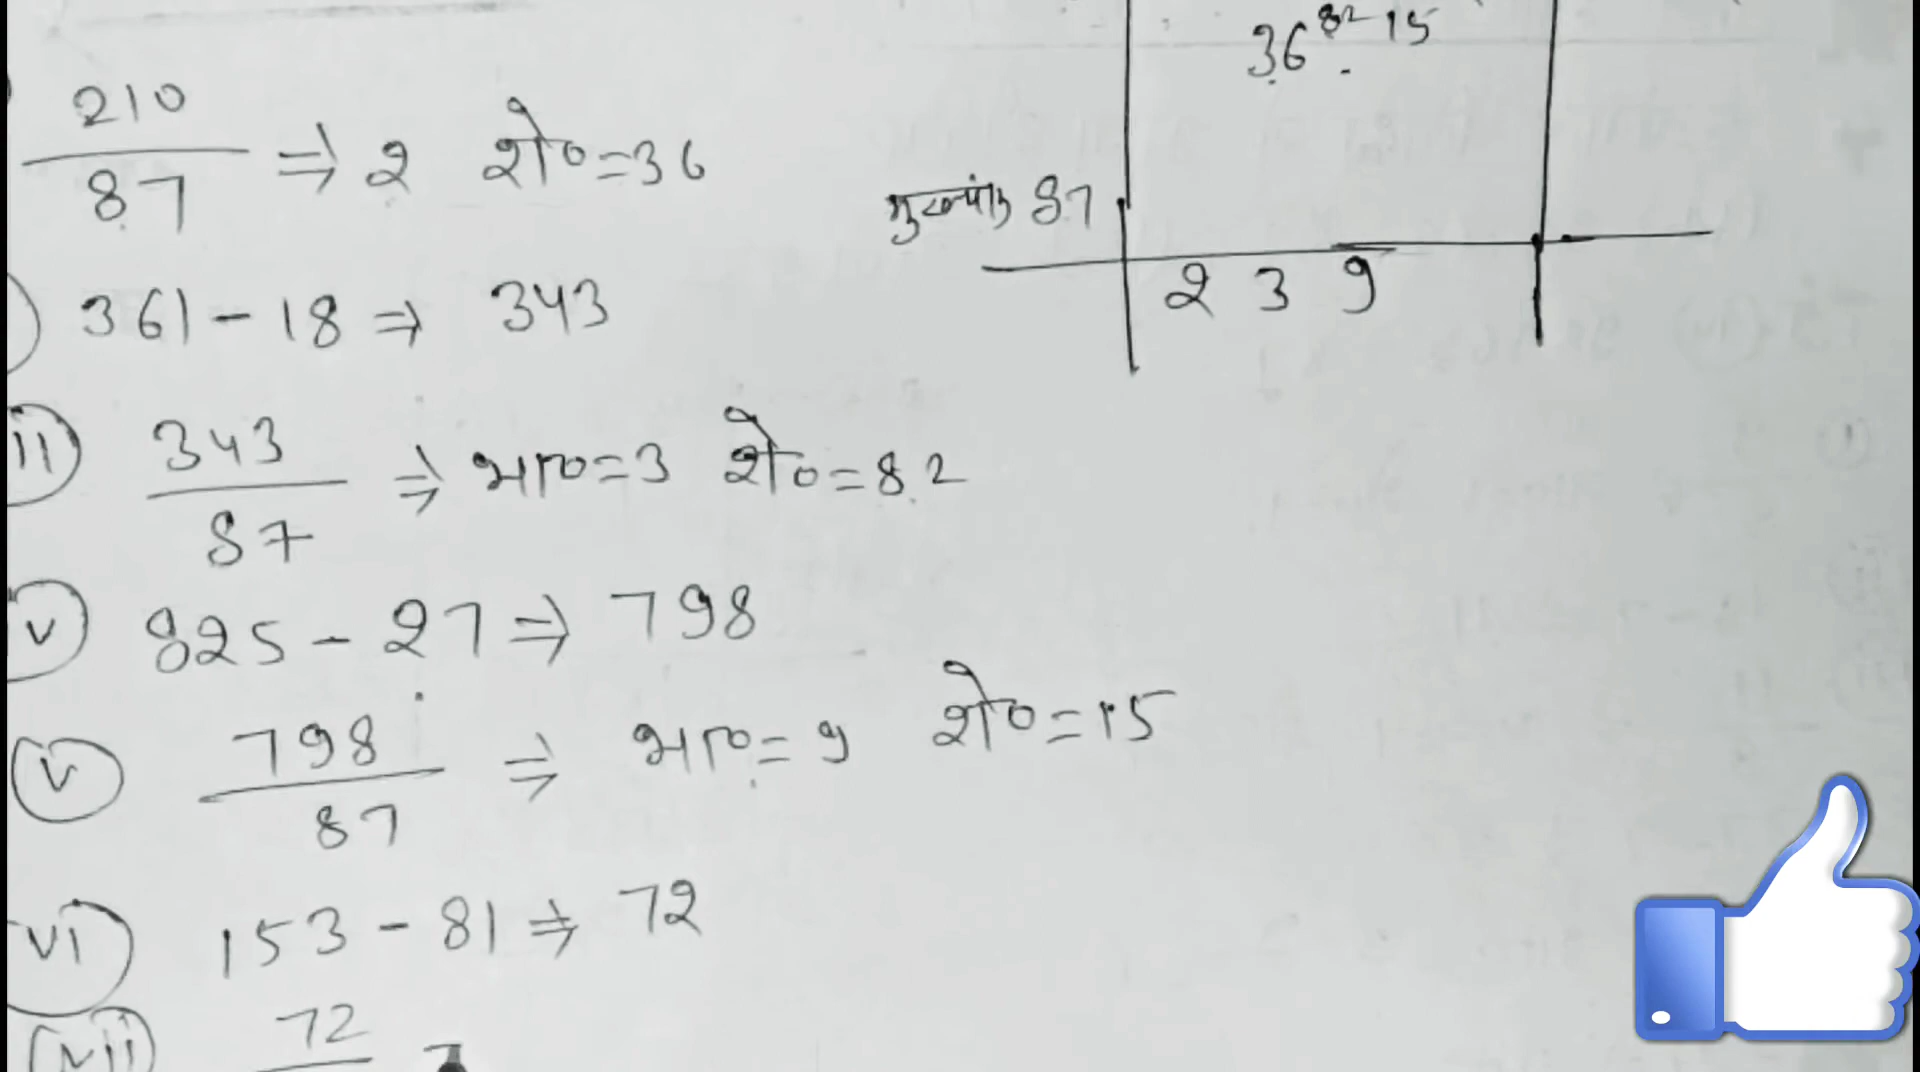 36 82 15
210
87
⇒ 2 शे०=36
361 - 18 ⇒ 343
मुख्यांक 87
2 3 9
ii) 343
87
⇒ भा०=3 शे०=82
v 825 - 27 ⇒ 798
v 798
87
⇒ भा०=9 शे०=15
vi 153 - 81 ⇒ 72
vii 72